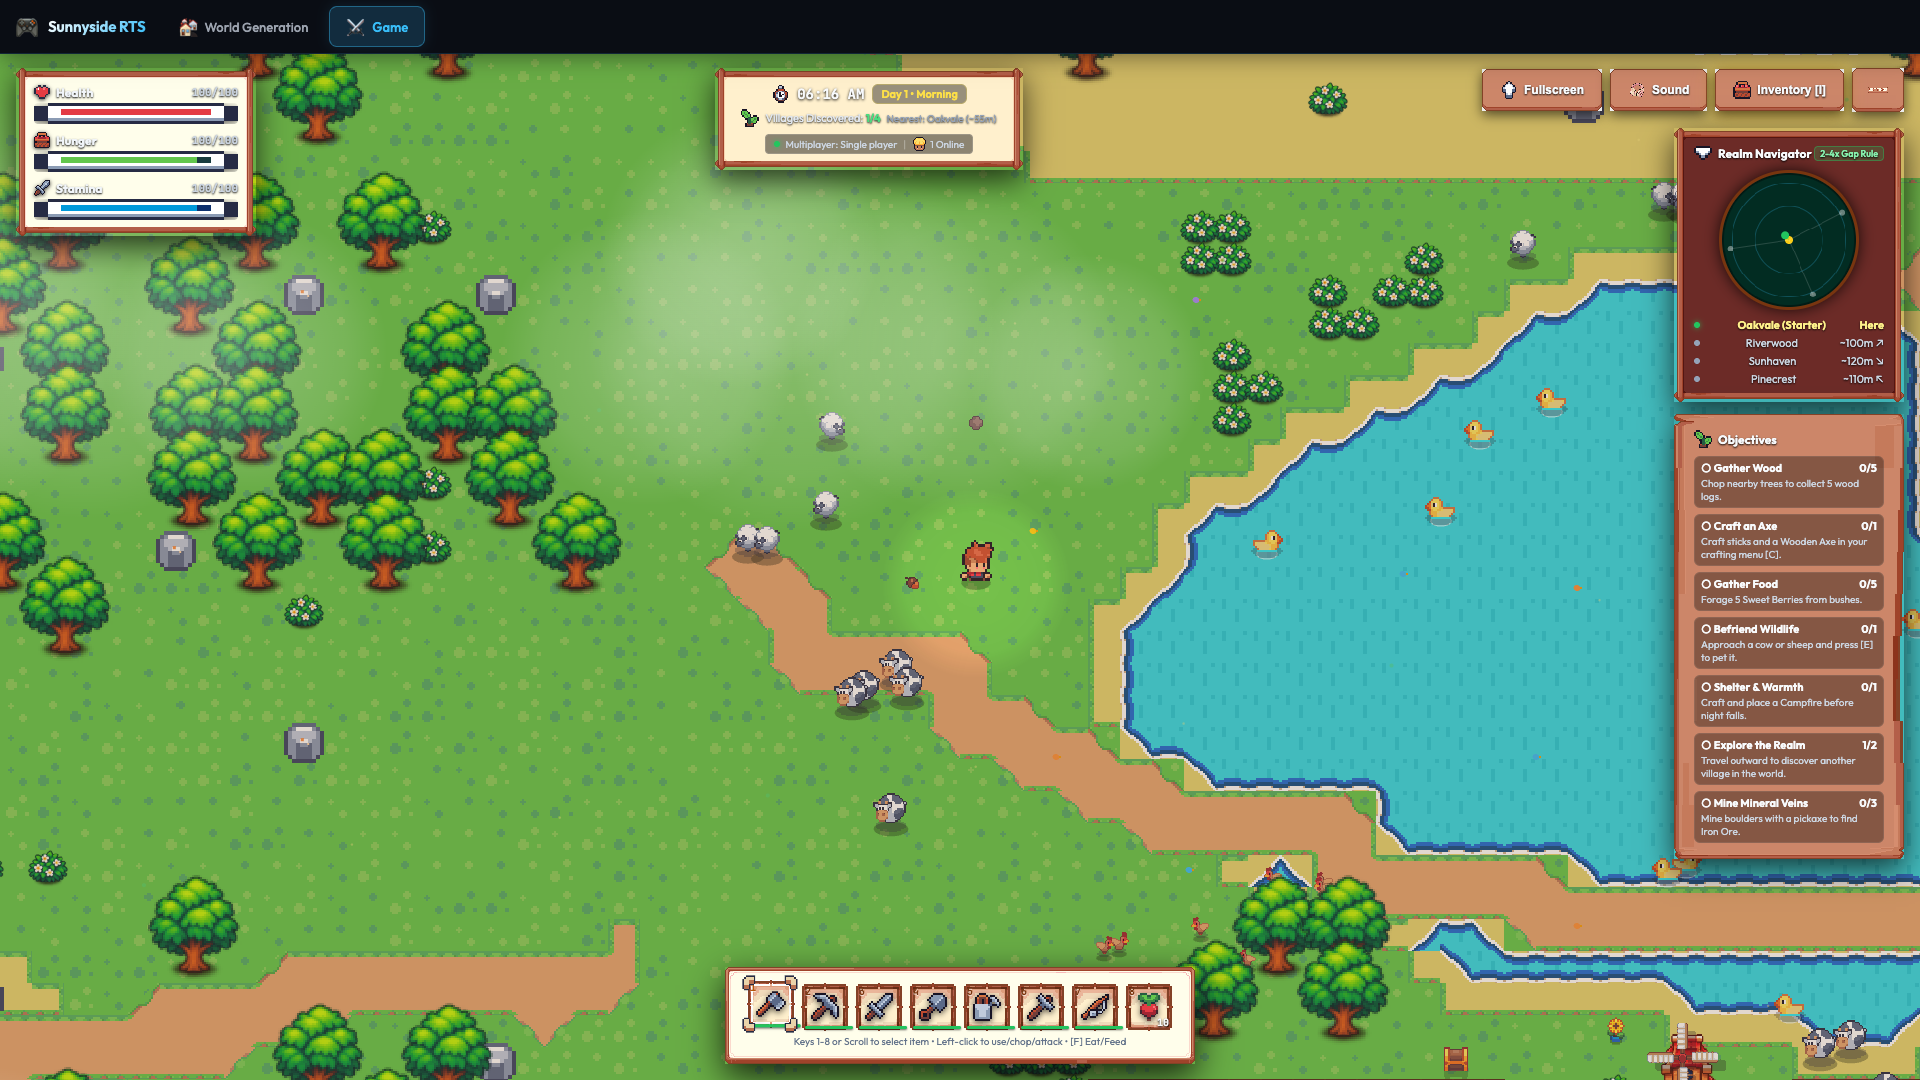 Sunnyside RTS
World Generation
Game
Health 100/100
Hunger 100/100
Stamina 100/100
06:16 AM Day 1 • Morning
Villages Discovered: 1/4 Nearest: Oakvale (~55m)
Multiplayer: Single player | 1 Online
Fullscreen
Sound
Inventory [I]
Realm Navigator 2-4x Gap Rule
Oakvale (Starter) Here
Riverwood ~100m ↗
Sunhaven ~120m ↘
Pinecrest ~110m ↖
Objectives
Gather Wood 0/5
Chop nearby trees to collect 5 wood
logs.
Craft an Axe 0/1
Craft sticks and a Wooden Axe in your
crafting menu [C].
Gather Food 0/5
Forage 5 Sweet Berries from bushes.
Befriend Wildlife 0/1
Approach a cow or sheep and press [E]
to pet it.
Shelter & Warmth 0/1
Craft and place a Campfire before
night falls.
Explore the Realm 1/2
Travel outward to discover another
village in the world.
Mine Mineral Veins 0/3
Mine boulders with a pickaxe to find
Iron Ore.
10
Keys 1-8 or Scroll to select item • Left-click to use/chop/attack • [F] Eat/Feed